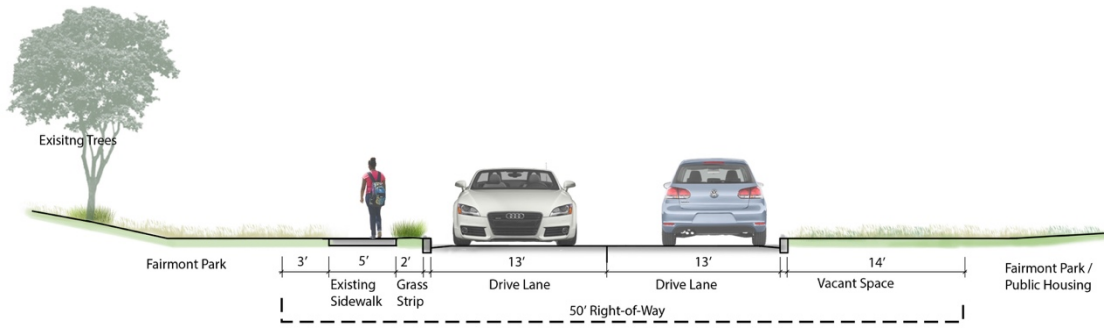 Exisitng Trees
Fairmont Park
3’
5’
2’
13’
13’
14’
Existing
Sidewalk
Grass
Strip
Drive Lane
Drive Lane
Vacant Space
Fairmont Park /
Public Housing
50’ Right-of-Way